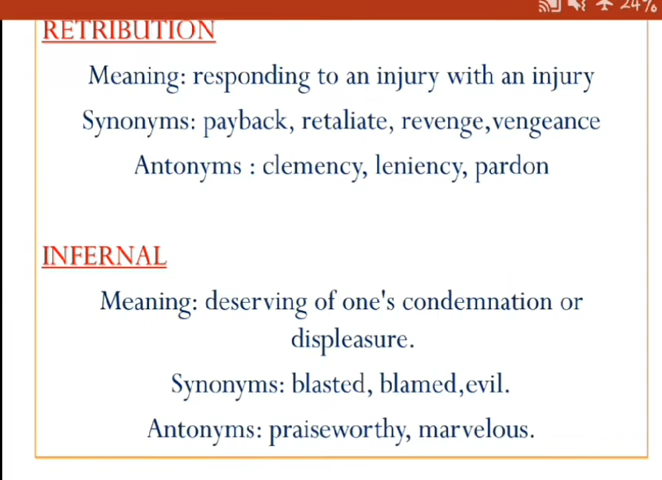 24%
RETRIBUTION
Meaning: responding to an injury with an injury
Synonyms: payback, retaliate, revenge,vengeance
Antonyms : clemency, leniency, pardon
INFERNAL
Meaning: deserving of one's condemnation or
displeasure.
Synonyms: blasted, blamed,evil.
Antonyms: praiseworthy, marvelous.